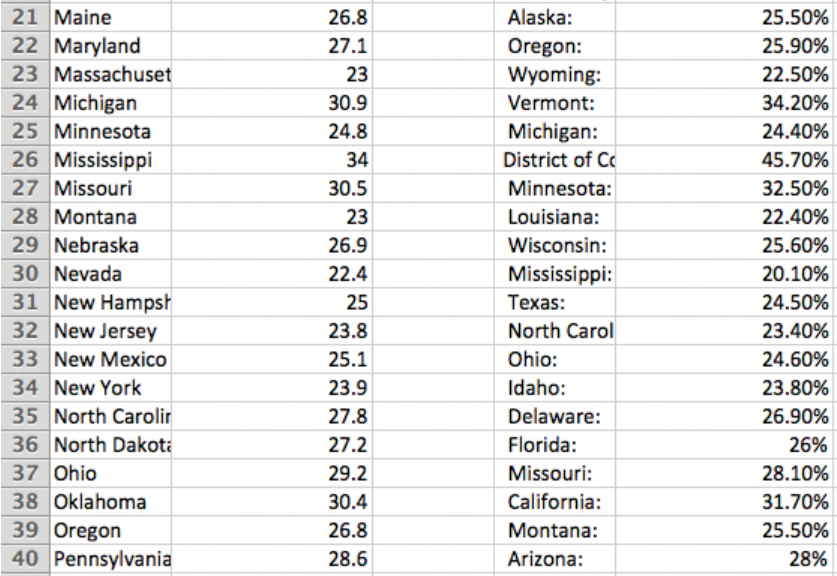 21 Maine 26.8 Alaska: 25.50%
22 Maryland 27.1 Oregon: 25.90%
23 Massachuset 23 Wyoming: 22.50%
24 Michigan 30.9 Vermont: 34.20%
25 Minnesota 24.8 Michigan: 24.40%
26 Mississippi 34 District of Co 45.70%
27 Missouri 30.5 Minnesota: 32.50%
28 Montana 23 Louisiana: 22.40%
29 Nebraska 26.9 Wisconsin: 25.60%
30 Nevada 22.4 Mississippi: 20.10%
31 New Hampsh 25 Texas: 24.50%
32 New Jersey 23.8 North Carol 23.40%
33 New Mexico 25.1 Ohio: 24.60%
34 New York 23.9 Idaho: 23.80%
35 North Carolin 27.8 Delaware: 26.90%
36 North Dakota 27.2 Florida: 26%
37 Ohio 29.2 Missouri: 28.10%
38 Oklahoma 30.4 California: 31.70%
39 Oregon 26.8 Montana: 25.50%
40 Pennsylvania 28.6 Arizona: 28%